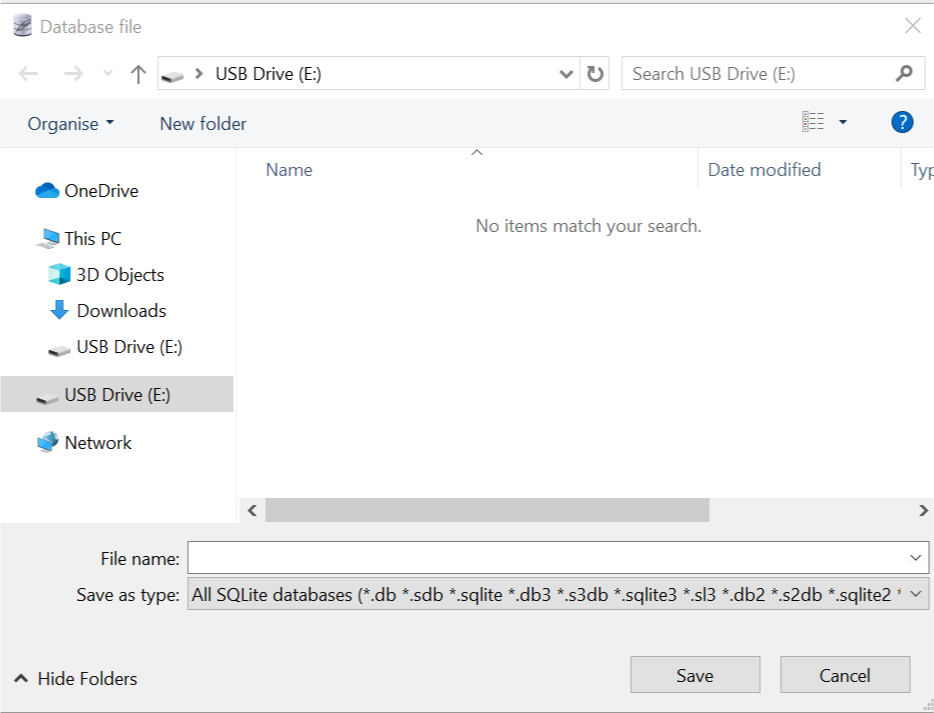 Database file
USB Drive (E:)
Search USB Drive (E:)
Organise
New folder
?
Name
Date modified
Typ
No items match your search.
OneDrive
This PC
3D Objects
Downloads
USB Drive (E:)
USB Drive (E:)
Network
File name:
Save as type: All SQLite databases (*.db *.sdb *.sqlite *.db3 *.s3db *.sqlite3 *.sl3 *.db2 *.s2db *.sqlite2 *
Hide Folders
Save
Cancel